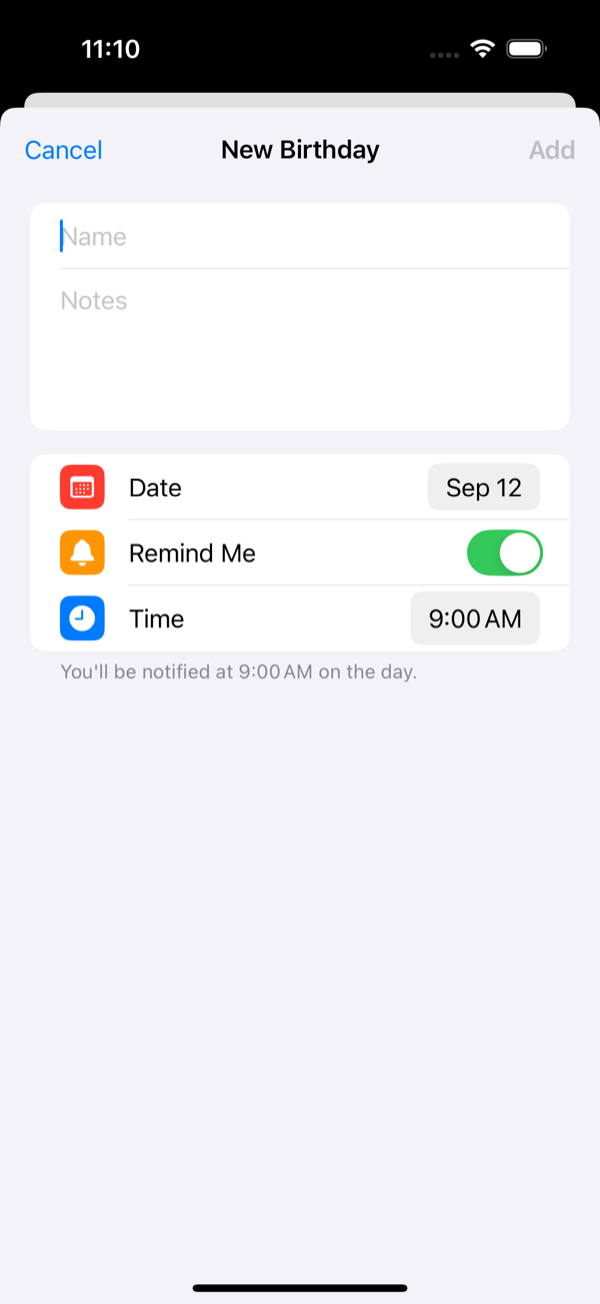 11:10
Cancel New Birthday Add
Name
Notes
Date Sep 12
Remind Me
Time 9:00 AM
You'll be notified at 9:00 AM on the day.